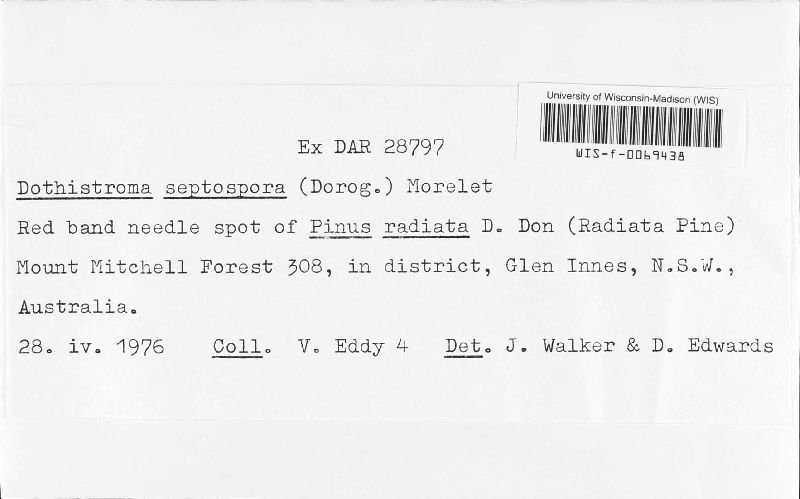 University of Wisconsin-Madison (WIS)
WIS-f-0069438
Ex DAR 28797
Dothistroma septospora (Dorog.) Morelet
Red band needle spot of Pinus radiata D. Don (Radiata Pine)
Mount Mitchell Forest 308, in district, Glen Innes, N.S.W.,
Australia.
28. iv. 1976 Coll. V. Eddy 4 Det. J. Walker & D. Edwards